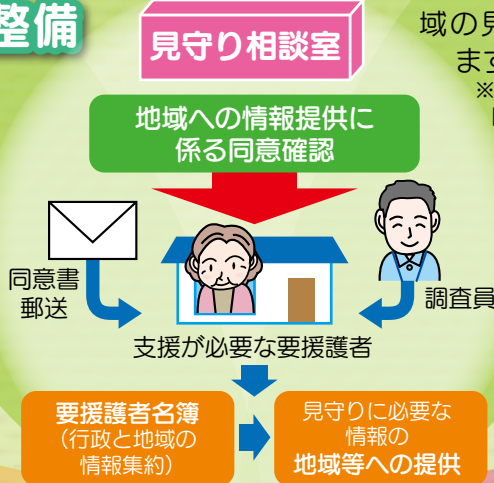 整備
見守り相談室
域の見
ます
※
地域への情報提供に
係る同意確認
同意書
郵送
調査員
支援が必要な要援護者
要援護者名簿
（行政と地域の
情報集約）
見守りに必要な
情報の
地域等への提供